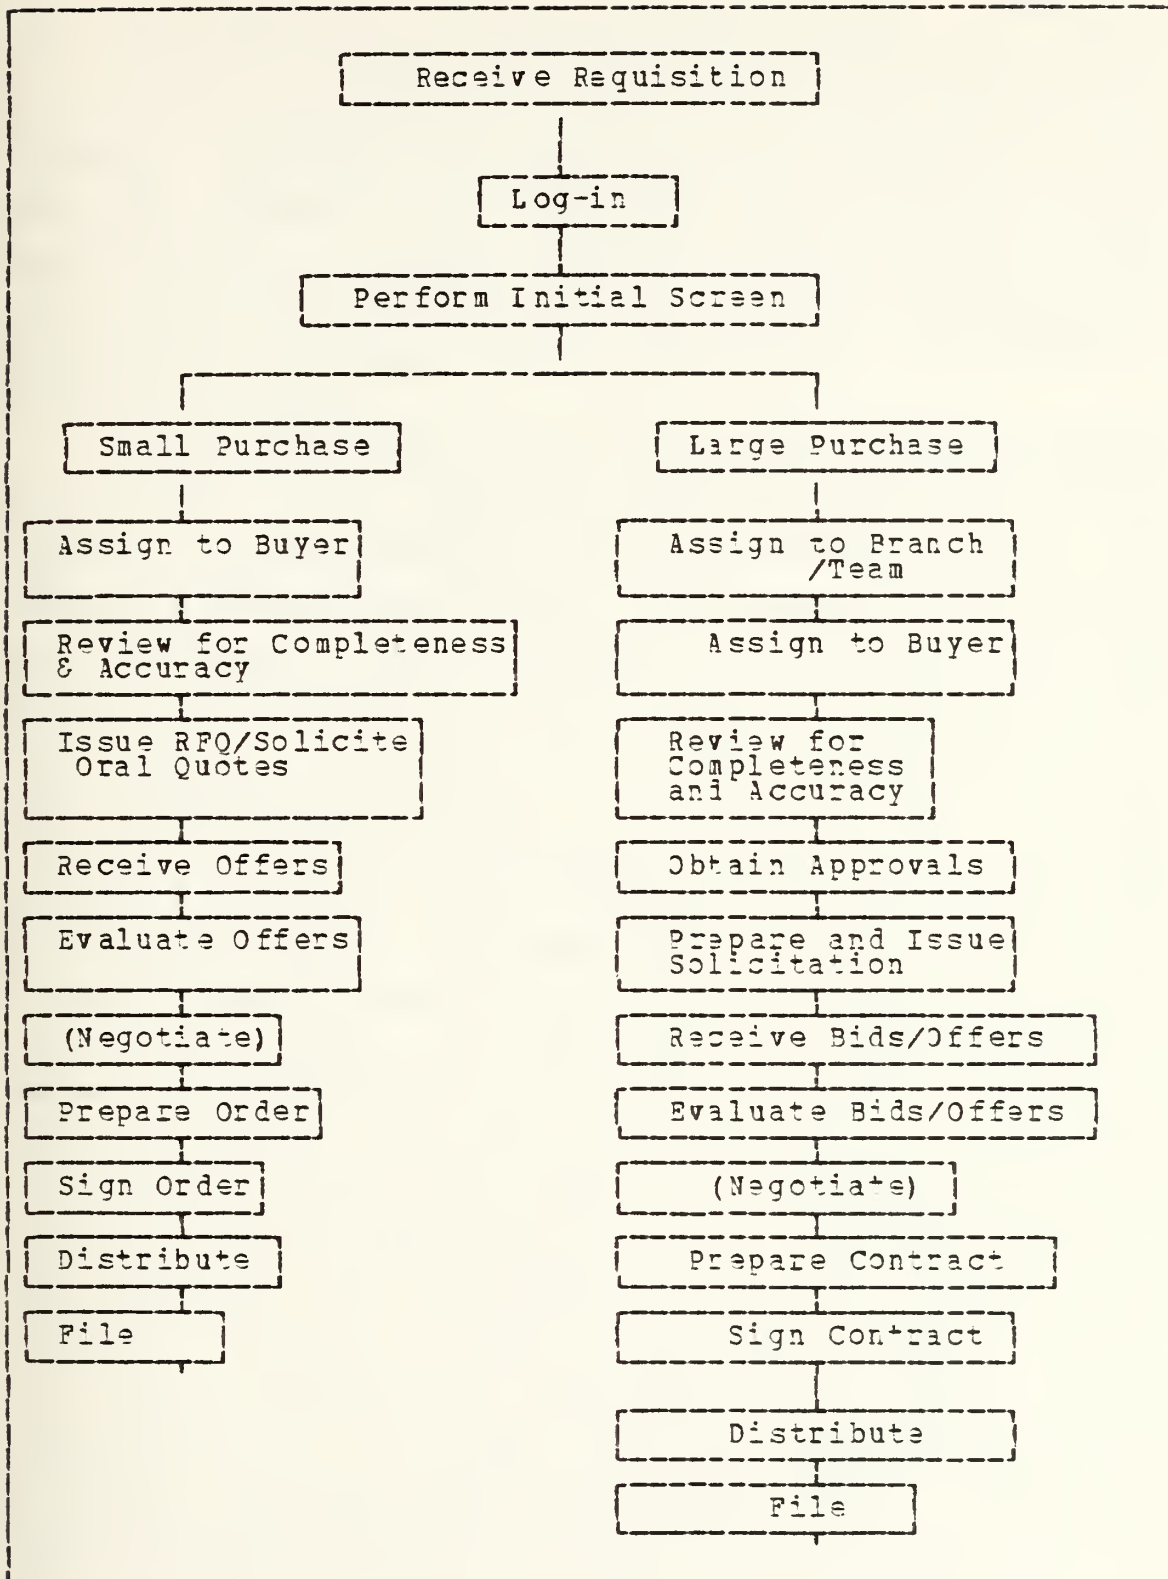 Receive Requisition
Log-in
Perform Initial Screen
Small Purchase
Assign to Buyer
Review for Completeness
& Accuracy
Issue RFQ/Solicite
Oral Quotes
Receive Offers
Evaluate Offers
(Negotiate)
Prepare Order
Sign Order
Distribute
File
Large Purchase
Assign to Branch
/Team
Assign to Buyer
Review for
Completeness
and Accuracy
Obtain Approvals
Prepare and Issue
Solicitation
Receive Bids/Offers
Evaluate Bids/Offers
(Negotiate)
Prepare Contract
Sign Contract
Distribute
File